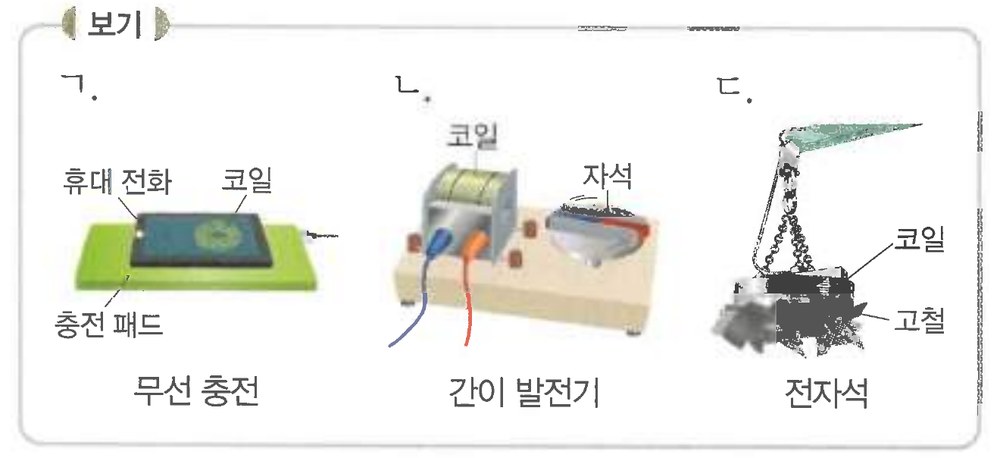 보기
ㄱ.
ㄴ.
ㄷ.
코일
휴대 전화
코일
자석
코일
충전 패드
고철
무선 충전
간이 발전기
전자석